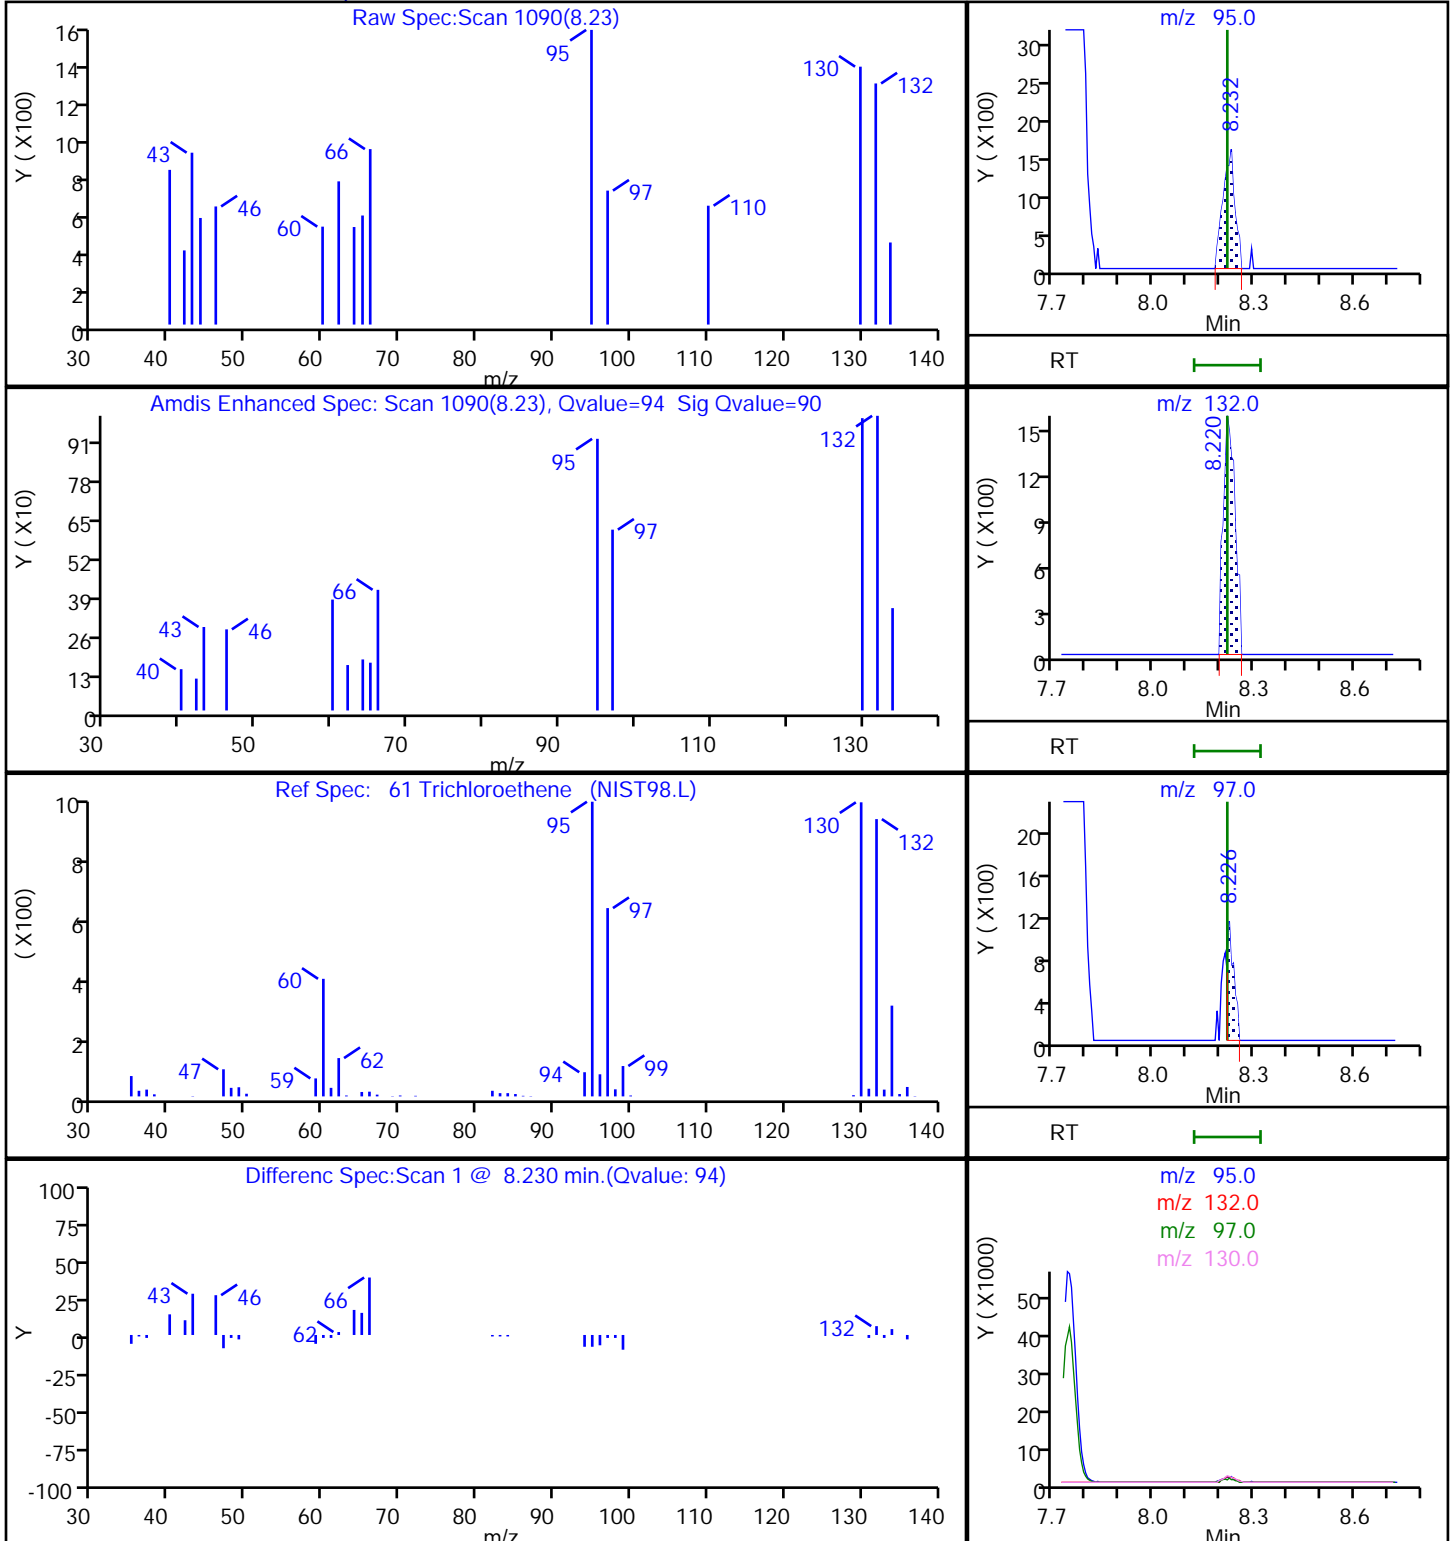 Raw Spec:Scan 1090(8.23)
Y ( X100)
16
14
12
10
8
6
4
2
0
43
46
60
66
95
97
110
130
132
30 40 50 60 70 80 90 100 110 120 130 140
m/z
m/z 95.0
Y ( X100)
30
25
20
15
10
5
0
8.232
7.7 8.0 8.3 8.6
Min
RT
Amdis Enhanced Spec: Scan 1090(8.23), Qvalue=94 Sig Qvalue=90
Y ( X10)
91
78
65
52
39
26
13
0
40
43
46
66
95
97
132
30 50 70 90 110 130
m/z
m/z 132.0
Y ( X100)
15
12
9
6
3
0
8.220
7.7 8.0 8.3 8.6
Min
RT
Ref Spec: 61 Trichloroethene (NIST98.L)
( X100)
10
8
6
4
2
0
47
59
60
62
94
95
97
99
130
132
30 40 50 60 70 80 90 100 110 120 130 140
m/z 97.0
Y ( X100)
20
16
12
8
4
0
8.226
7.7 8.0 8.3 8.6
Min
RT
Differenc Spec:Scan 1 @ 8.230 min.(Qvalue: 94)
Y
100
75
50
25
0
-25
-50
-75
-100
43
46
62
66
132
30 40 50 60 70 80 90 100 110 120 130 140
m/z
m/z 95.0
m/z 132.0
m/z 97.0
m/z 130.0
Y ( X1000)
50
40
30
20
10
0
7.7 8.0 8.3 8.6
Min